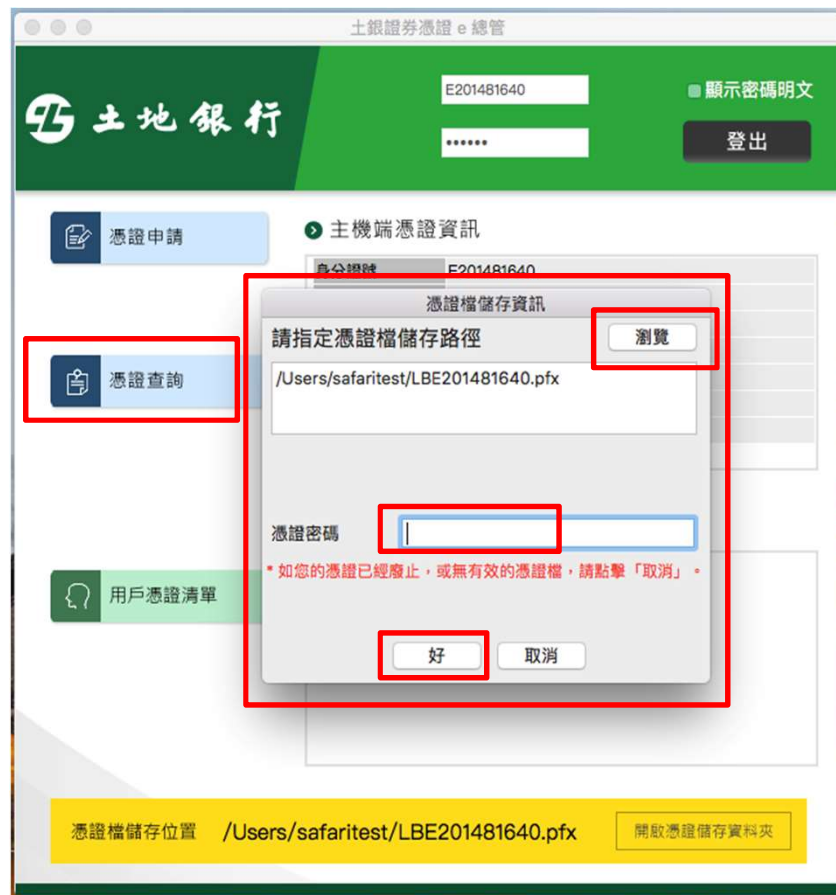 土銀證券憑證 e 總管
土地銀行
E201481640
顯示密碼明文
••••••
登出
憑證申請
主機端憑證資訊
身分證號 E201481640
憑證檔儲存資訊
請指定憑證檔儲存路徑
瀏覽
憑證查詢
/Users/safaritest/LBE201481640.pfx
憑證密碼
* 如您的憑證已經廢止，或無有效的憑證檔，請點擊「取消」。
用戶憑證清單
好
取消
憑證檔儲存位置 /Users/safaritest/LBE201481640.pfx
開啟憑證儲存資料夾